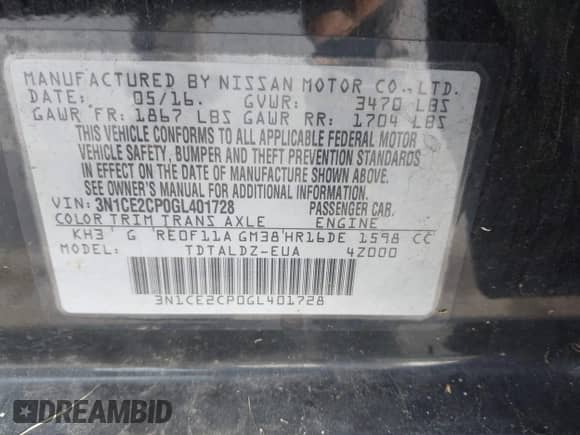 MANUFACTURED BY NISSAN MOTOR CO., LTD.
DATE: 05/16. GVWR: 3470 LBS
GAWR FR: 1867 LBS GAWR RR: 1704 LBS
THIS VEHICLE CONFORMS TO ALL APPLICABLE FEDERAL MOTOR
VEHICLE SAFETY, BUMPER AND THEFT PREVENTION STANDARDS
IN EFFECT ON THE DATE OF MANUFACTURE SHOWN ABOVE.
SEE OWNER'S MANUAL FOR ADDITIONAL INFORMATION.
VIN: 3N1CE2CP0GL401728 PASSENGER CAR.
COLOR TRIM TRANS AXLE ENGINE
KH3 G RE0F11A GM38 HR16DE 1598 CC
MODEL: TDTALDZ-EUA 4Z000
3N1CE2CP0GL401728
DREAMBID